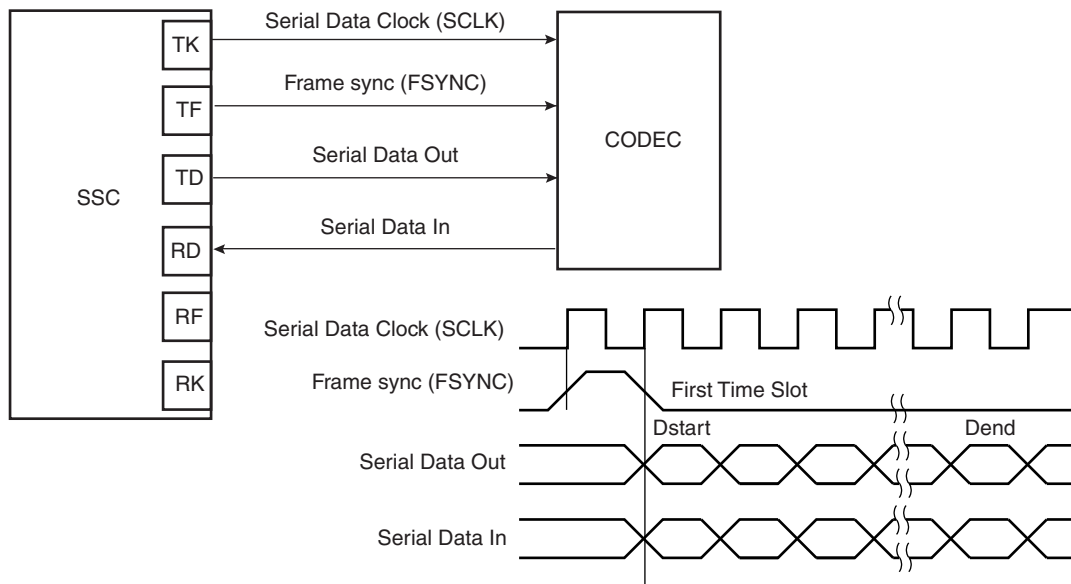 SSC
TK
TF
TD
RD
RF
RK
Serial Data Clock (SCLK)
Frame sync (FSYNC)
Serial Data Out
Serial Data In
CODEC
Serial Data Clock (SCLK)
Frame sync (FSYNC)
First Time Slot
Dstart
Dend
Serial Data Out
Serial Data In